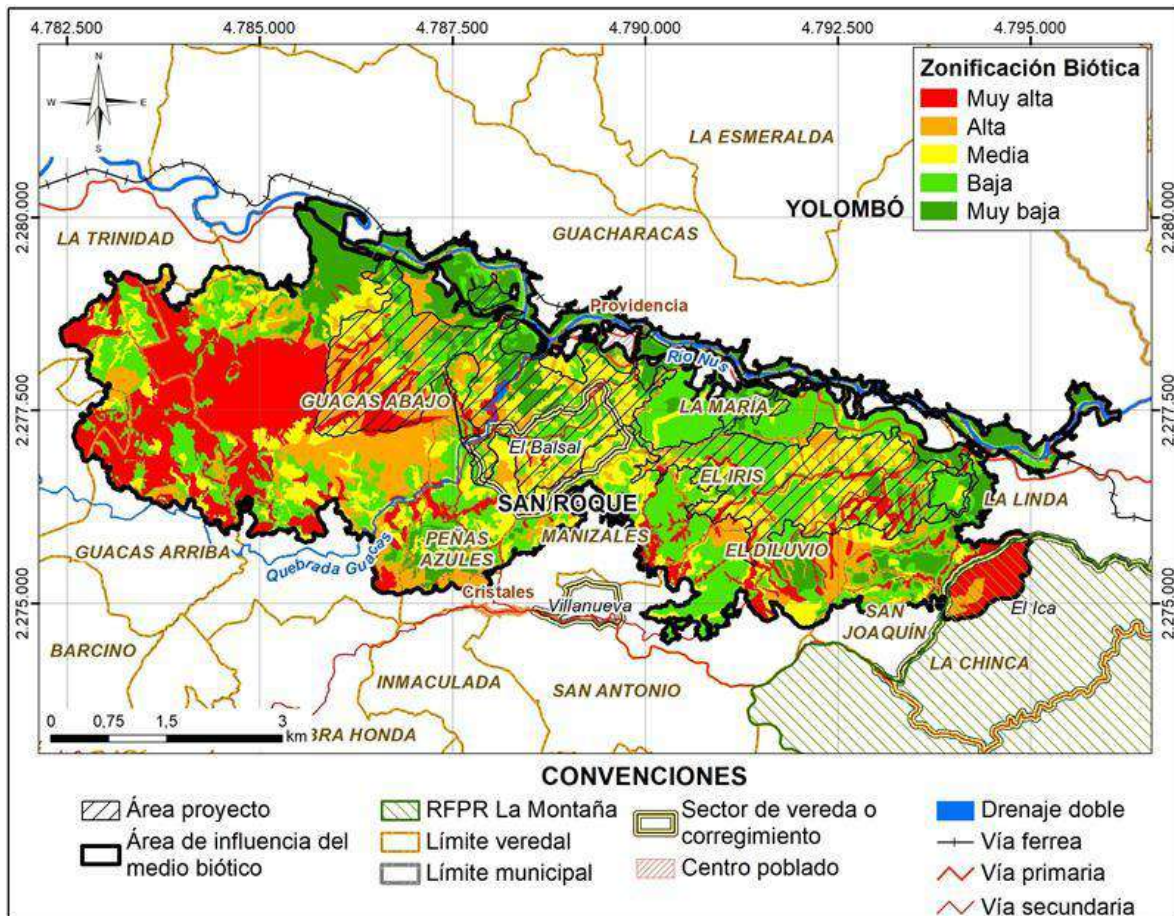 4.782.500 4.785.000 4.787.500 4.790.000 4.792.500 4.795.000
N
W E
S
Zonificación Biótica
Muy alta
Alta
Media
Baja
Muy baja
LA ESMERALDA
YOLOMBÓ
2.280.000
2.280.000
LA TRINIDAD
GUACHARACAS
Providencia
Río Nus
2.277.500
2.277.500
GUACAS ABAJO
LA MARÍA
El Balsal
EL IRIS
SAN ROQUE
LA LINDA
PEÑAS
AZULES
MANIZALES
EL DILUVIO
GUACAS ARRIBA
Quebrada Guacas
2.275.000
2.275.000
Cristales
Villanueva
El Ica
SAN
JOAQUÍN
BARCINO
LA CHINCA
INMACULADA
SAN ANTONIO
0 0,75 1,5 3
km
BRA HONDA
CONVENCIONES
Área proyecto
Área de influencia del
medio biótico
RFPR La Montaña
Límite veredal
Límite municipal
Sector de vereda o
corregimiento
Centro poblado
Drenaje doble
Vía ferrea
Vía primaria
Vía secundaria